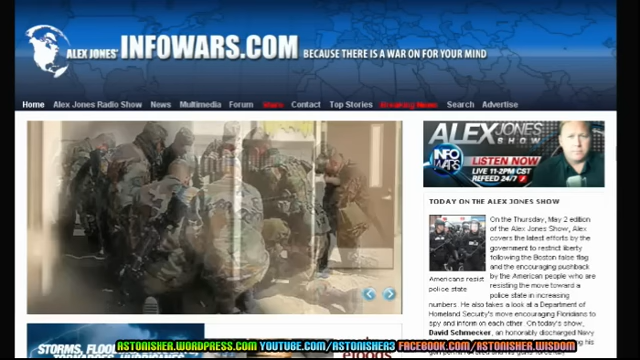 ALEX JONES' INFOWARS.COM BECAUSE THERE IS A WAR ON FOR YOUR MIND
Home Alex Jones Radio Show News Multimedia Forum Store Contact Top Stories Breaking News Search Advertise
ALEX JONES
SHOW
INFO WARS
LISTEN NOW
LIVE 11-2PM CST
REFEED 24/7
TODAY ON THE ALEX JONES SHOW
On the Thursday, May 2 edition
of the Alex Jones Show, Alex
covers the latest efforts by the
government to restrict liberty
following the Boston false flag
and the encouraging pushback
by the American people who are
resisting the move toward a
police state in increasing
numbers. He also takes a look at a Department of
Homeland Security's move encouraging Floridians to
spy and inform on each other. On today's show,
David Schmecker, an honorably discharged Navy
Americans resist
police state
STORMS, FLOO
ASTONISHER.WORDPRESS.COM YOUTUBE.COM/ASTONISHER3 FACEBOOK.COM/ASTONISHER.WISDOM